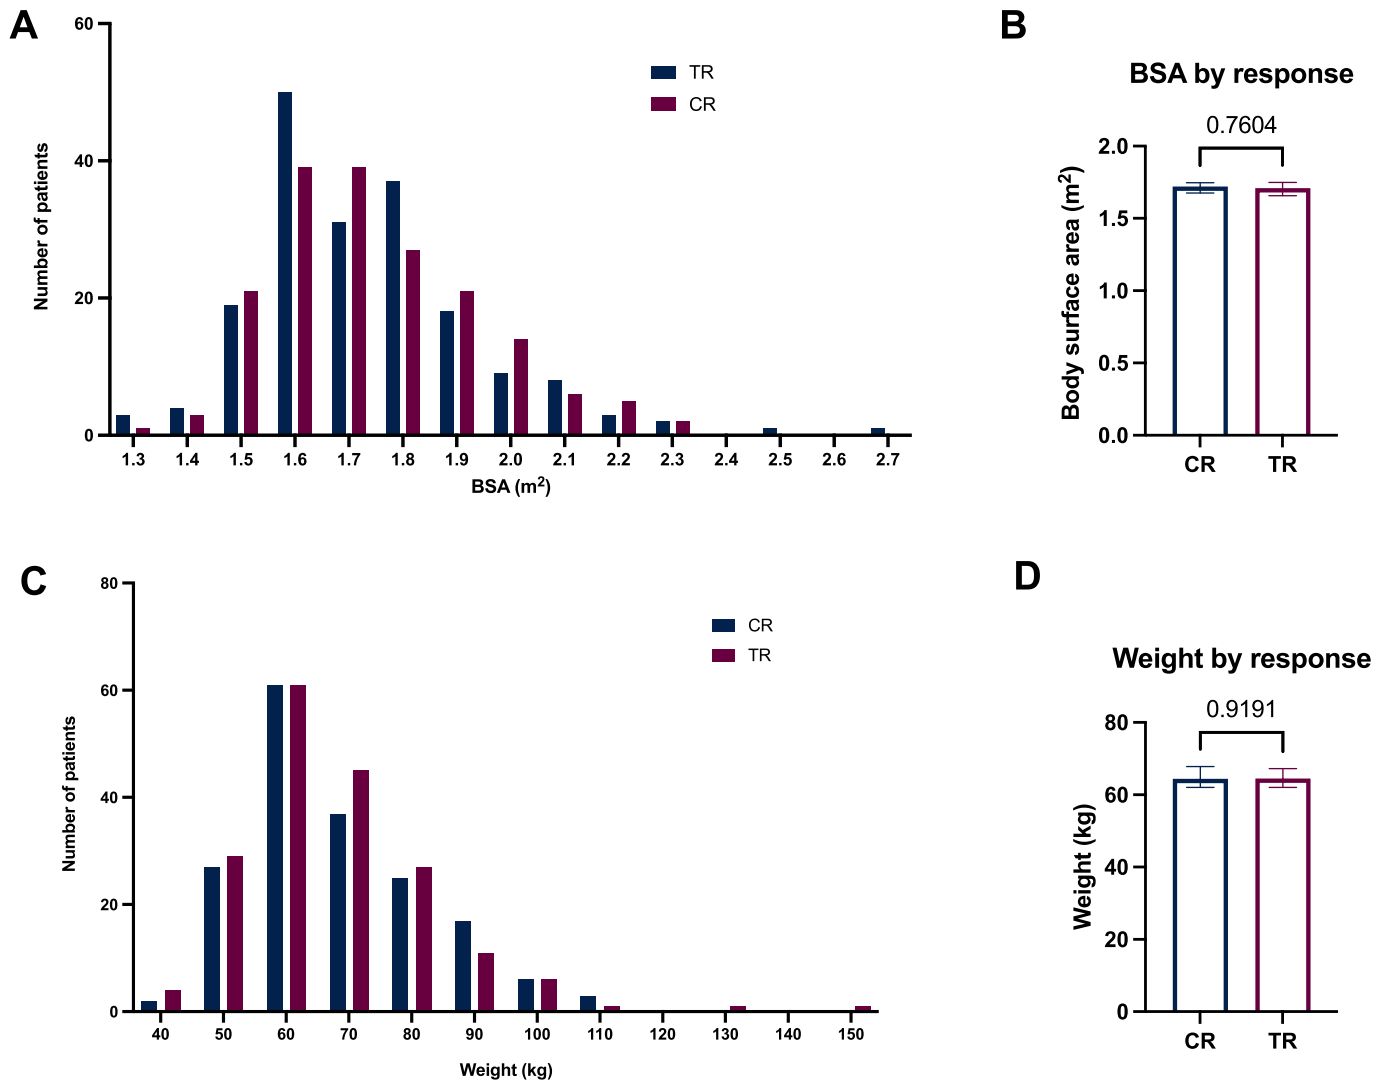 A
60
40
20
0
Number of patients
TR
CR
1.3 1.4 1.5 1.6 1.7 1.8 1.9 2.0 2.1 2.2 2.3 2.4 2.5 2.6 2.7
BSA (m²)
B
BSA by response
0.7604
2.0
1.5
1.0
0.5
0.0
Body surface area (m²)
CR TR
C
80
60
40
20
0
Number of patients
CR
TR
40 50 60 70 80 90 100 110 120 130 140 150
Weight (kg)
D
Weight by response
0.9191
80
60
40
20
0
Weight (kg)
CR TR